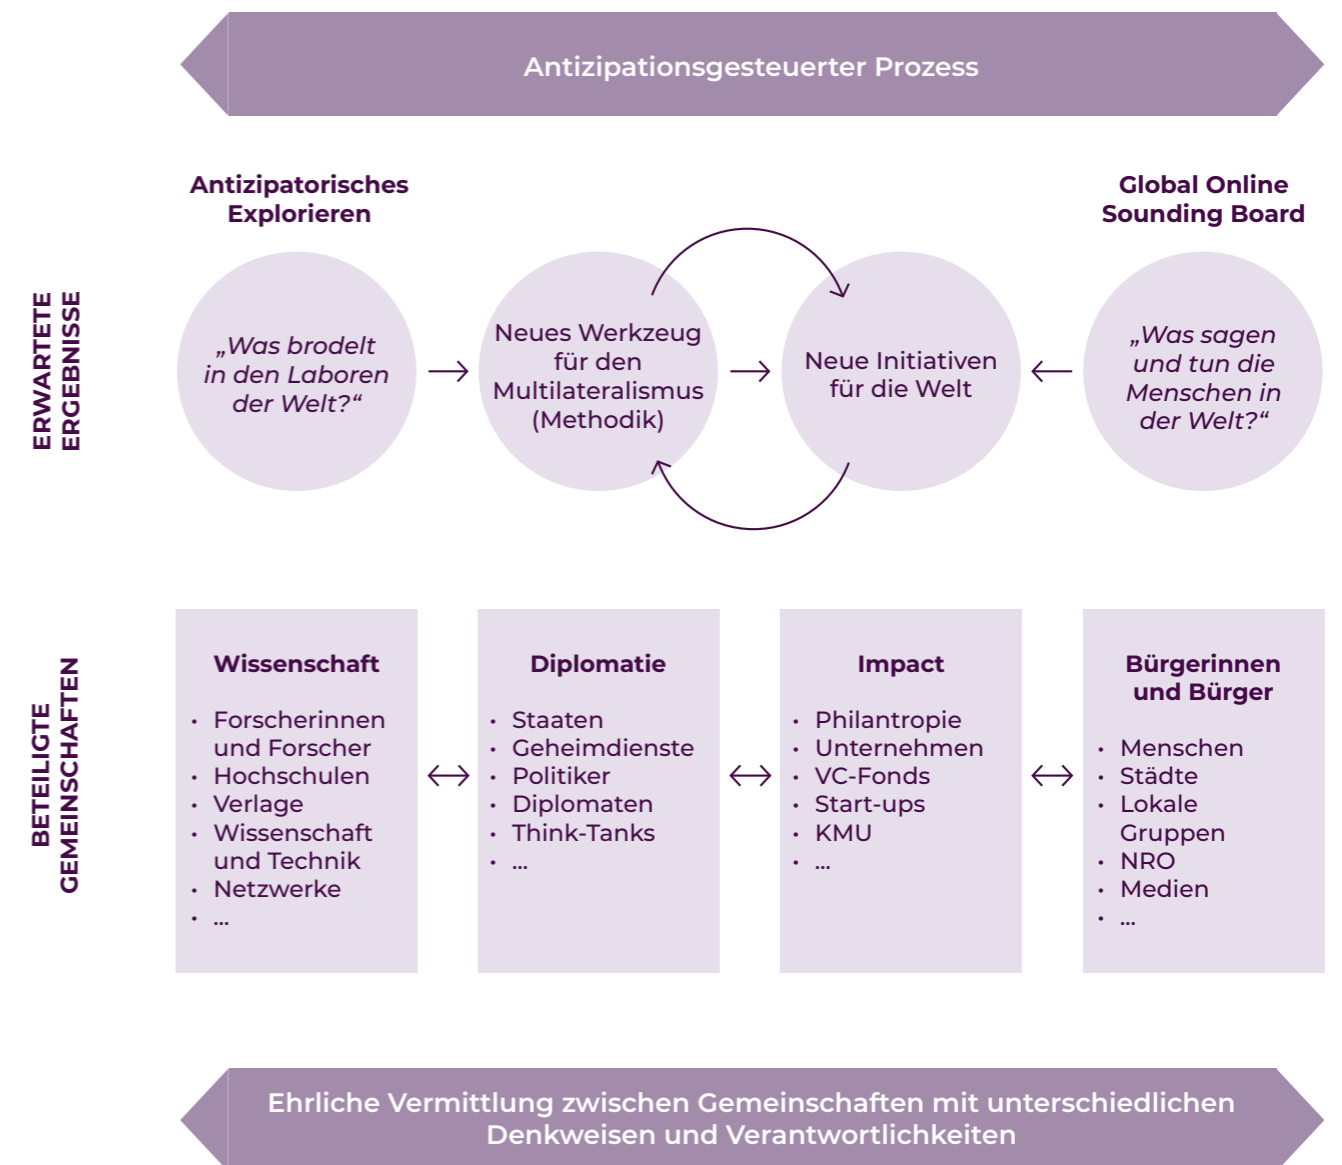 Antizipationsgesteuerter Prozess
Antizipatorisches
Explorieren
Global Online
Sounding Board
ERWARTETE
ERGEBNISSE
„Was brodelt
in den Laboren
der Welt?“
Neues Werkzeug
für den
Multilateralismus
(Methodik)
Neue Initiativen
für die Welt
„Was sagen
und tun die
Menschen in
der Welt?“
BETEILIGTE
GEMEINSCHAFTEN
Wissenschaft
• Forscherinnen
und Forscher
• Hochschulen
• Verlage
• Wissenschaft
und Technik
• Netzwerke
• ...
Diplomatie
• Staaten
• Geheimdienste
• Politiker
• Diplomaten
• Think-Tanks
• ...
Impact
• Philantropie
• Unternehmen
• VC-Fonds
• Start-ups
• KMU
• ...
Bürgerinnen
und Bürger
• Menschen
• Städte
• Lokale
Gruppen
• NRO
• Medien
• ...
Ehrliche Vermittlung zwischen Gemeinschaften mit unterschiedlichen
Denkweisen und Verantwortlichkeiten